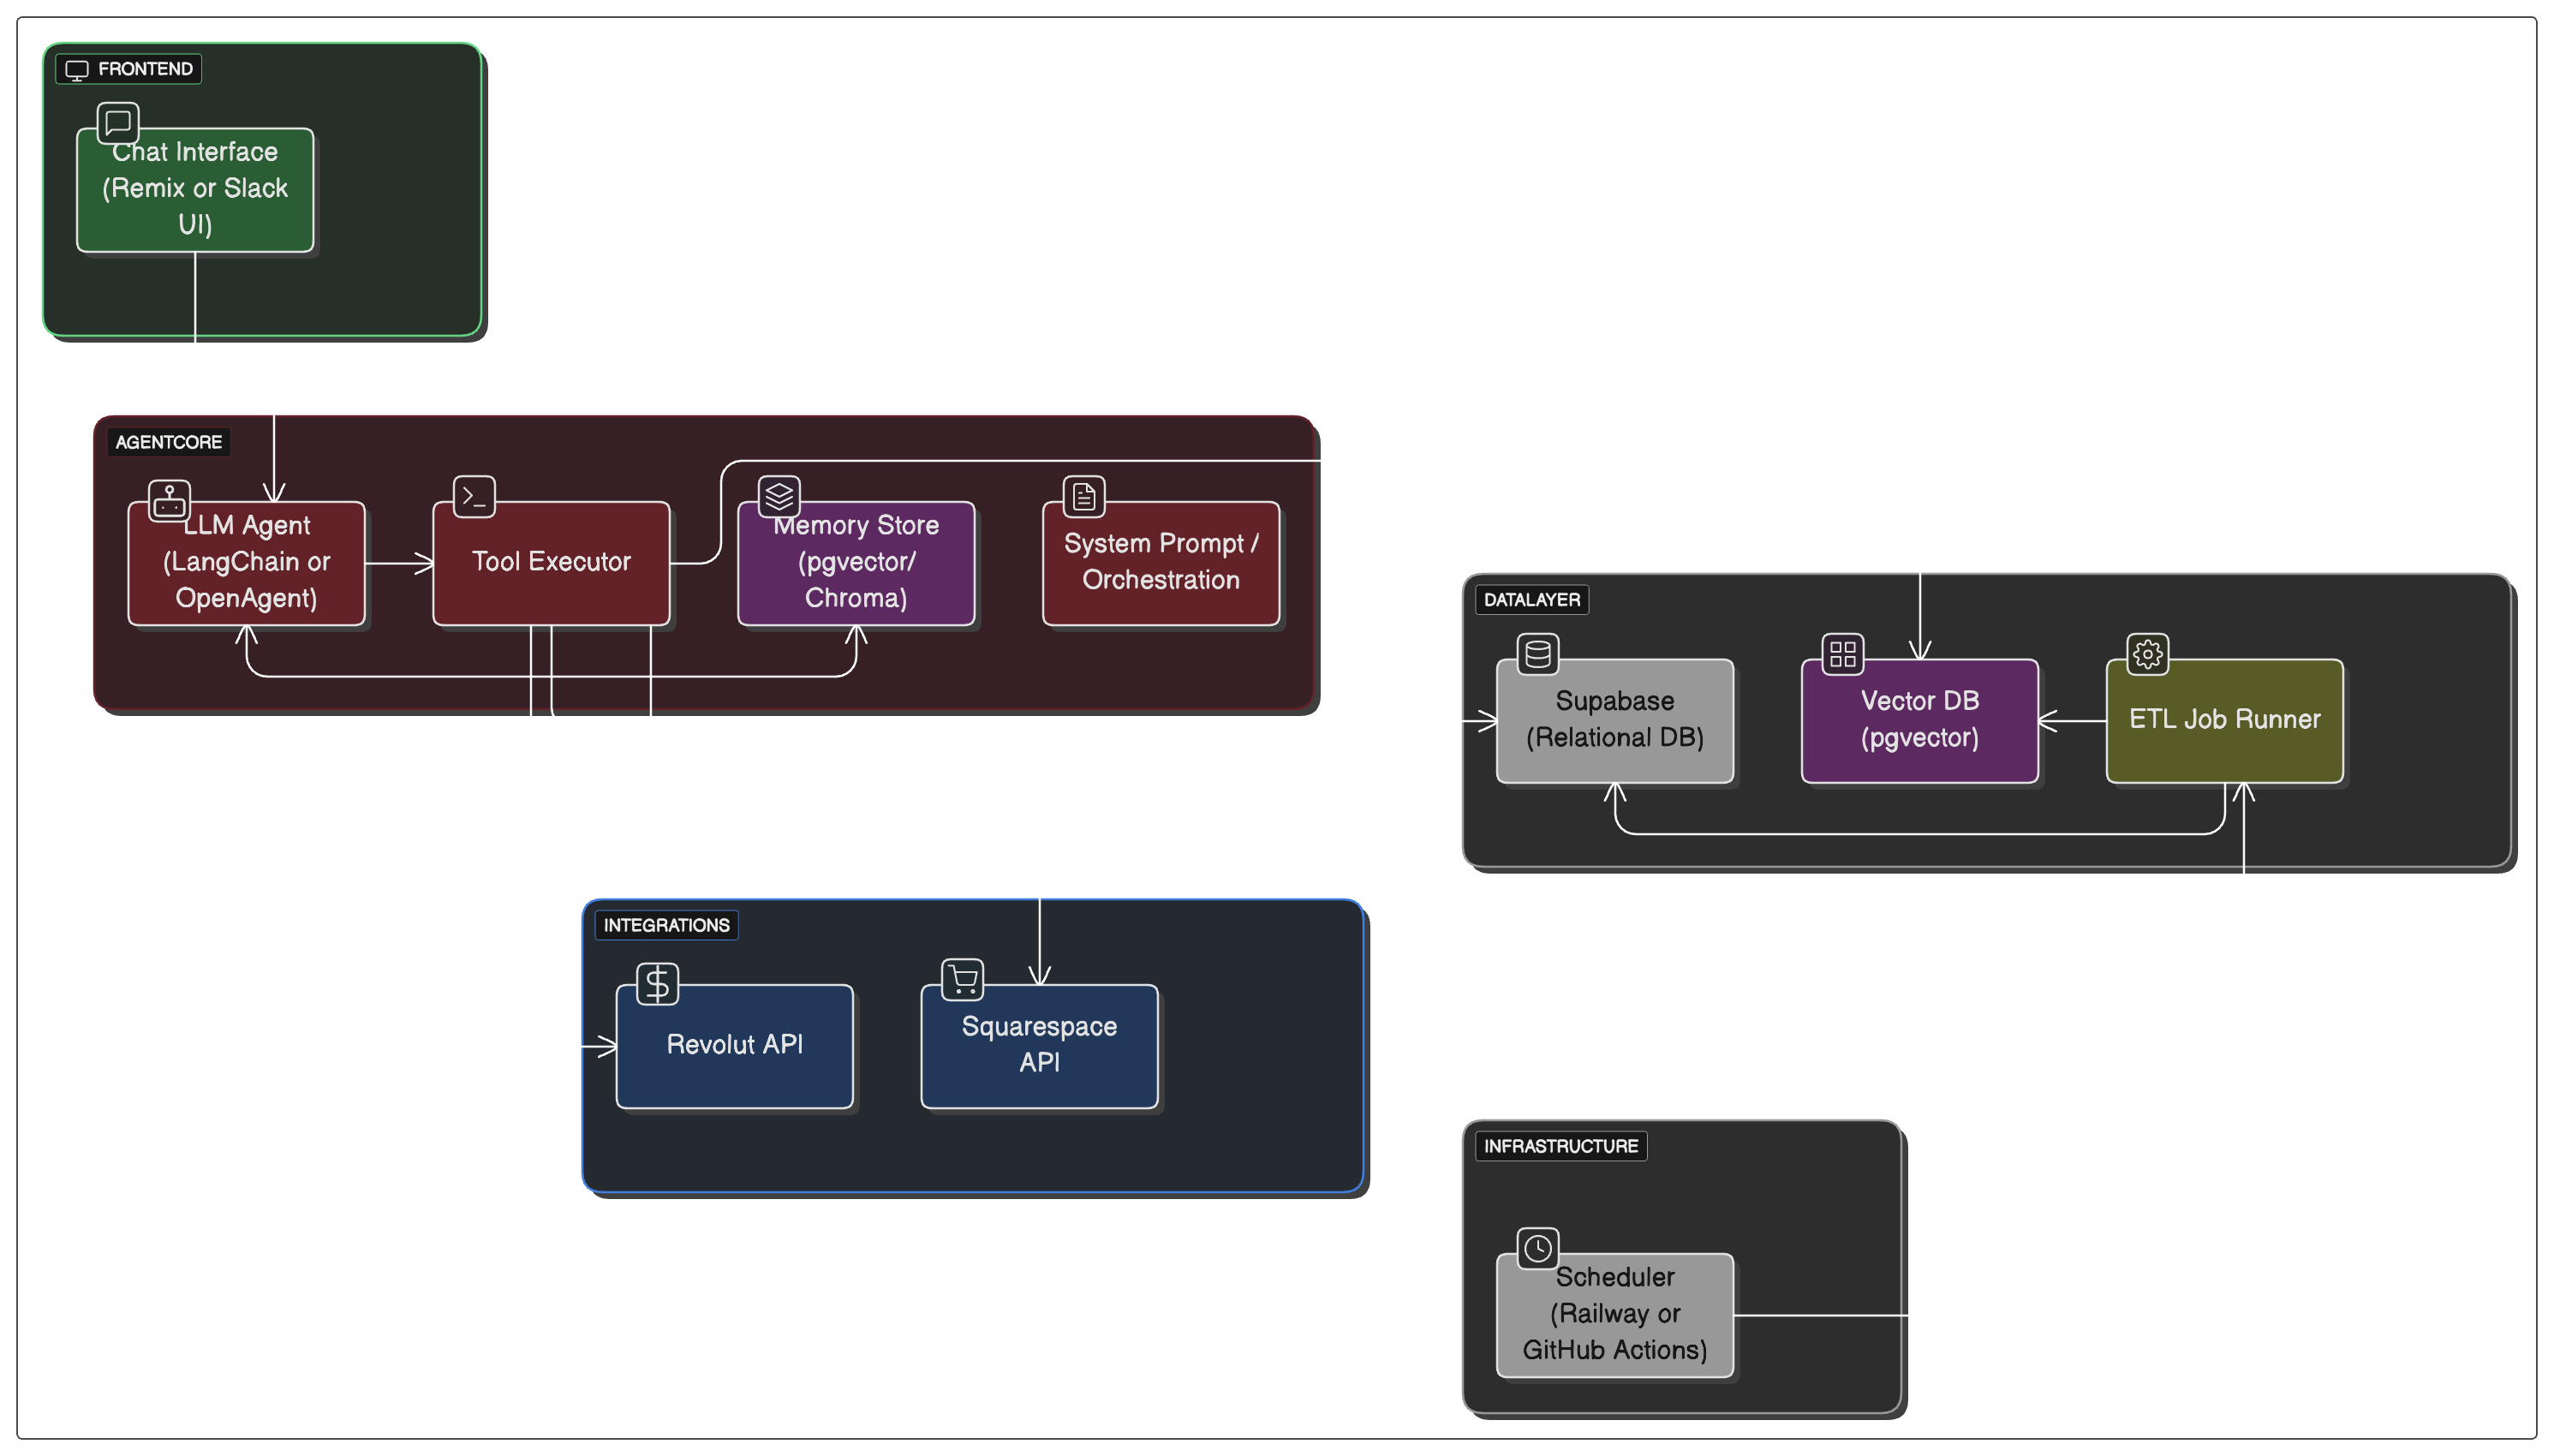 FRONTEND
Chat Interface
(Remix or Slack
UI)
AGENTCORE
LLM Agent
(LangChain or
OpenAgent)
Tool Executor
Memory Store
(pgvector/
Chroma)
System Prompt /
Orchestration
DATALAYER
Supabase
(Relational DB)
Vector DB
(pgvector)
ETL Job Runner
INTEGRATIONS
Revolut API
Squarespace
API
INFRASTRUCTURE
Scheduler
(Railway or
GitHub Actions)